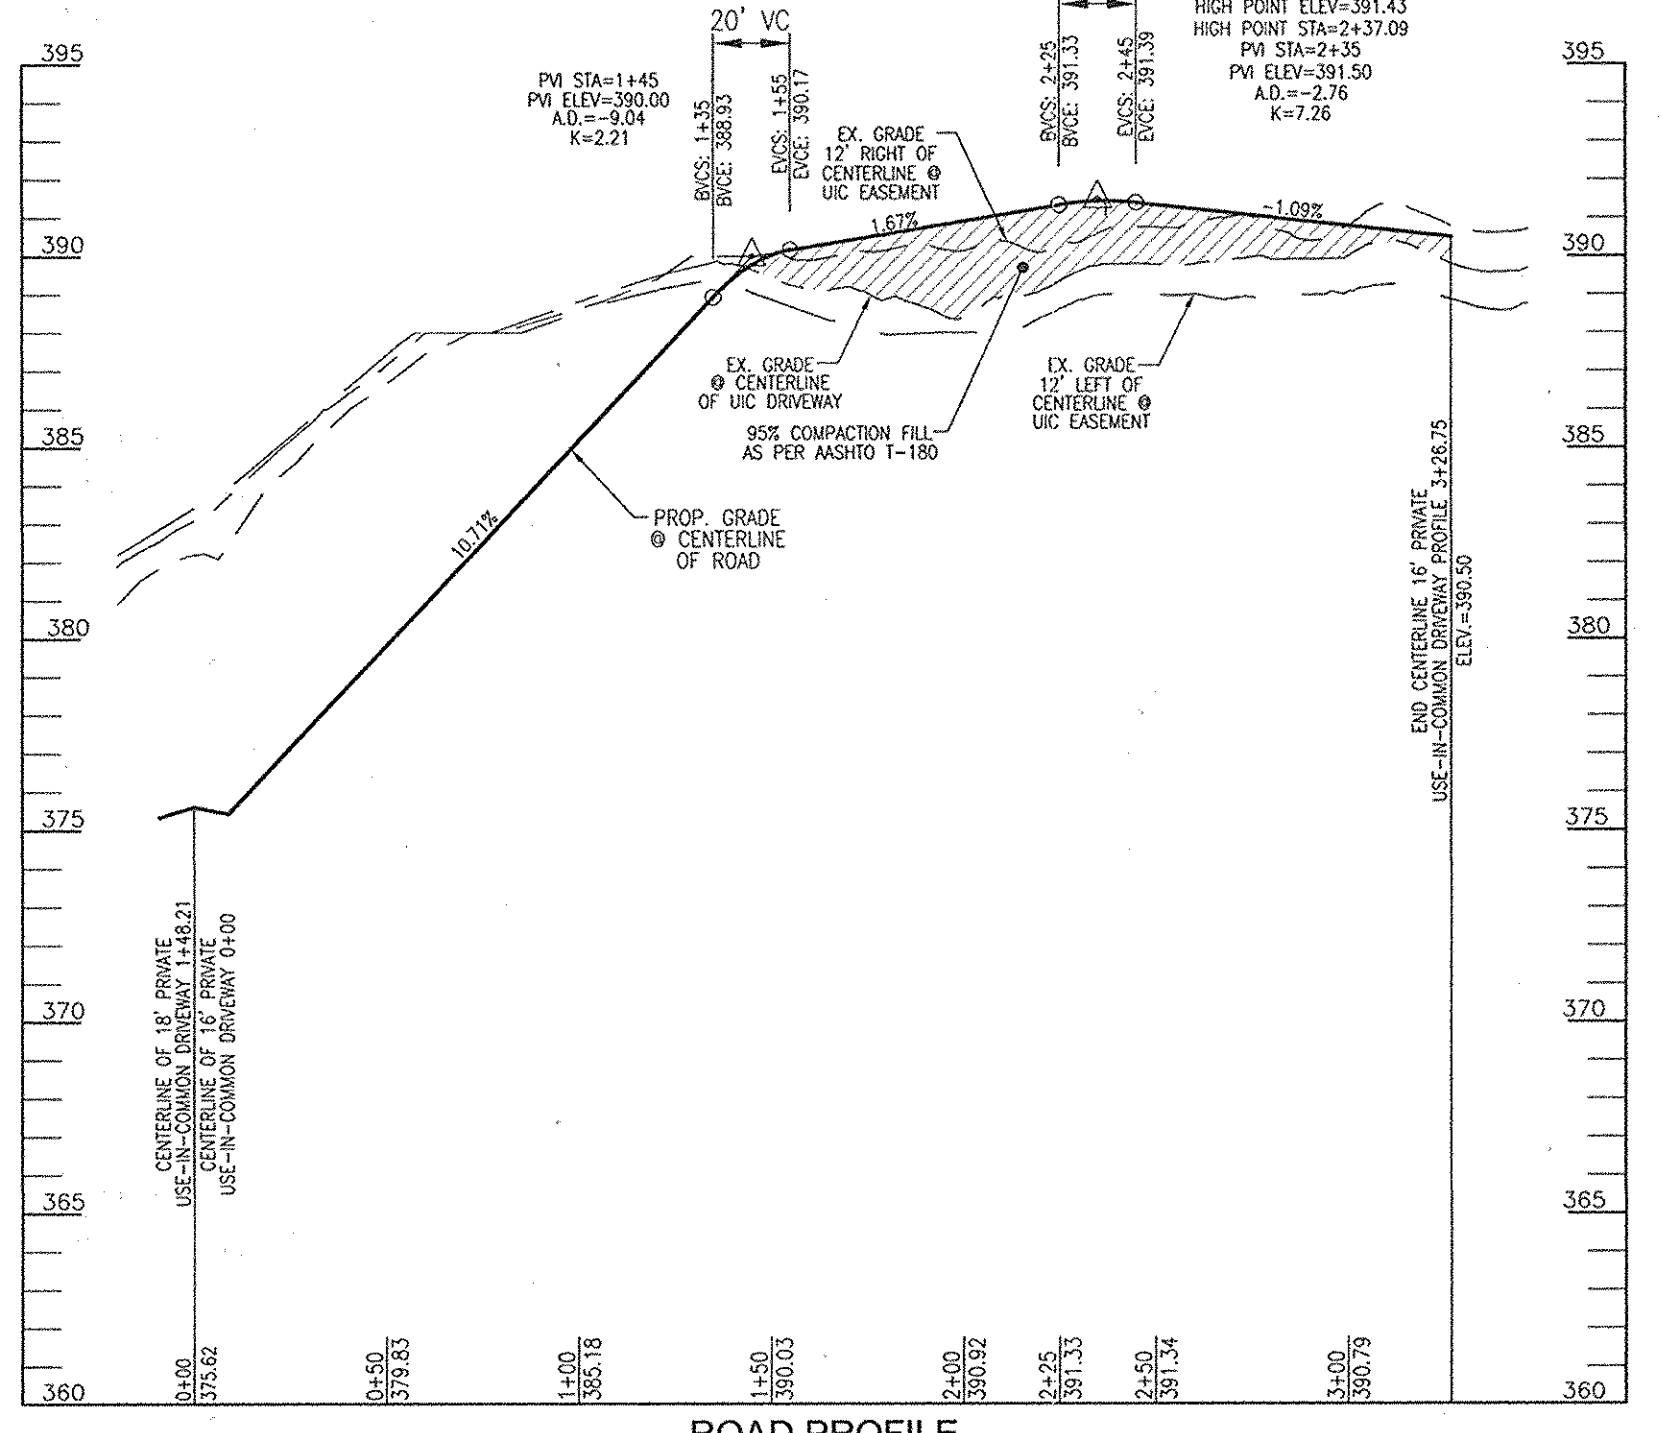 HIGH POINT ELEV=391.43
HIGH POINT STA=2+37.09
PVI STA=2+35
PVI ELEV=391.50
A.D.=-2.76
K=7.26
20' VC
PVI STA=1+45
PVI ELEV=390.00
A.D.=-9.04
K=2.21
BVCS: 1+35
BVCE: 388.93
EVCS: 1+55
EVCE: 390.17
BVCS: 2+25
BVCE: 391.33
EVCS: 2+45
EVCE: 391.39
EX. GRADE
12' RIGHT OF
CENTERLINE @
UIC EASEMENT
1.67%
-1.09%
EX. GRADE
@ CENTERLINE
OF UIC DRIVEWAY
95% COMPACTION FILL
AS PER AASHTO T-180
EX. GRADE
12' LEFT OF
CENTERLINE @
UIC EASEMENT
10.71%
PROP. GRADE
@ CENTERLINE
OF ROAD
END CENTERLINE 16' PRIVATE
USE-IN-COMMON DRIVEWAY PROFILE 3+26.75
ELEV.=390.50
CENTERLINE OF 18' PRIVATE
USE-IN-COMMON DRIVEWAY 1+48.21
CENTERLINE OF 16' PRIVATE
USE-IN-COMMON DRIVEWAY 0+00
395
390
385
380
375
370
365
360
395
390
385
380
375
370
365
360
0+00
375.62
0+50
379.83
1+00
385.18
1+50
390.03
2+00
390.92
2+25
391.33
2+50
391.34
3+00
390.79
ROAD PROFILE